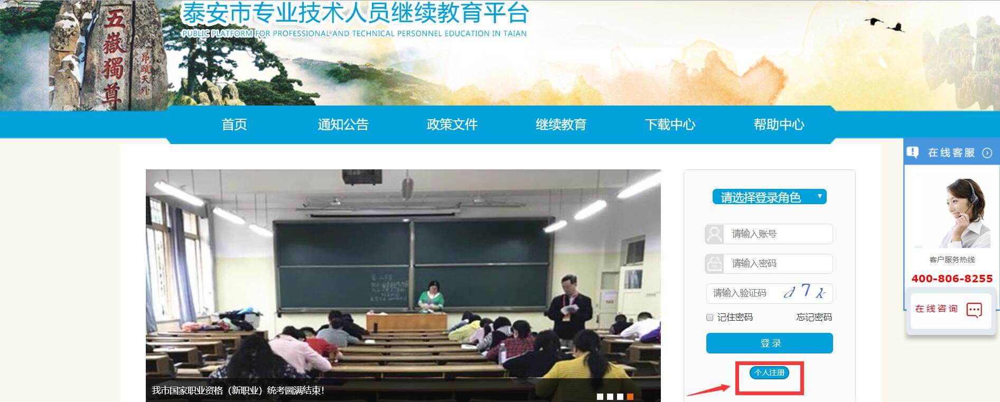 泰安市专业技术人员继续教育平台
PUBLIC PLATFORM FOR PROFESSIONAL AND TECHNICAL PERSONNEL EDUCATION IN TAIAN
五嶽獨尊
昂頭天外
首页 通知公告 政策文件 继续教育 下载中心 帮助中心
在线客服
请选择登录角色
请输入账号
请输入密码
客户服务热线
400-806-8255
请输入验证码 d7k
在线咨询
记住密码 忘记密码
登录
个人注册
我市国家职业资格（新职业）统考圆满结束！